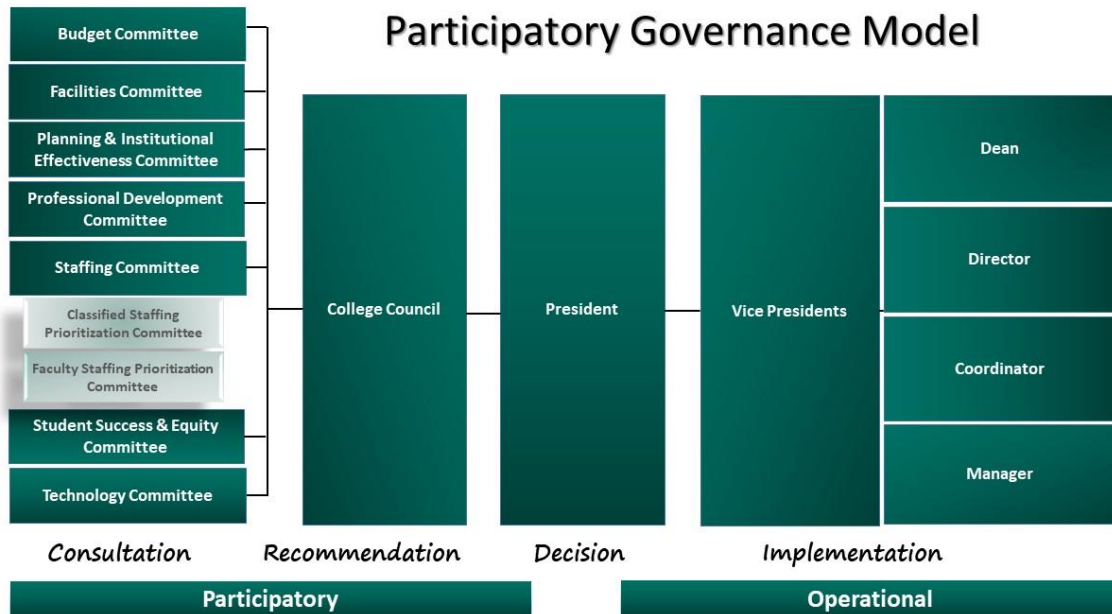 Participatory Governance Model
Budget Committee
Facilities Committee
Planning & Institutional
Effectiveness Committee
Professional Development
Committee
Staffing Committee
Classified Staffing
Prioritization Committee
Faculty Staffing Prioritization
Committee
Student Success & Equity
Committee
Technology Committee
College Council
President
Vice Presidents
Dean
Director
Coordinator
Manager
Consultation
Recommendation
Decision
Implementation
Participatory
Operational